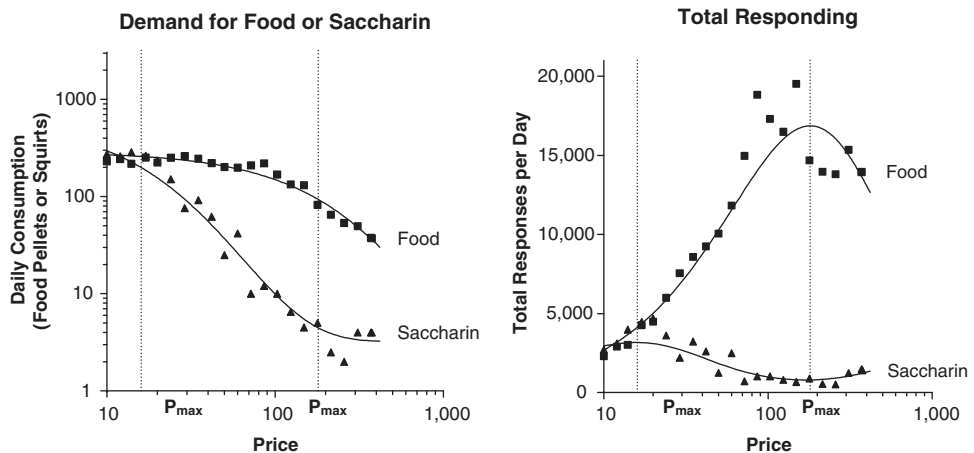 Demand for Food or Saccharin
Daily Consumption
(Food Pellets or Squirts)
1000
100
10
1
Food
Saccharin
10
Pmax
100
Pmax
1,000
Price
Total Responding
Total Responses per Day
20,000
15,000
10,000
5,000
0
Food
Saccharin
10
Pmax
100
Pmax
1,000
Price